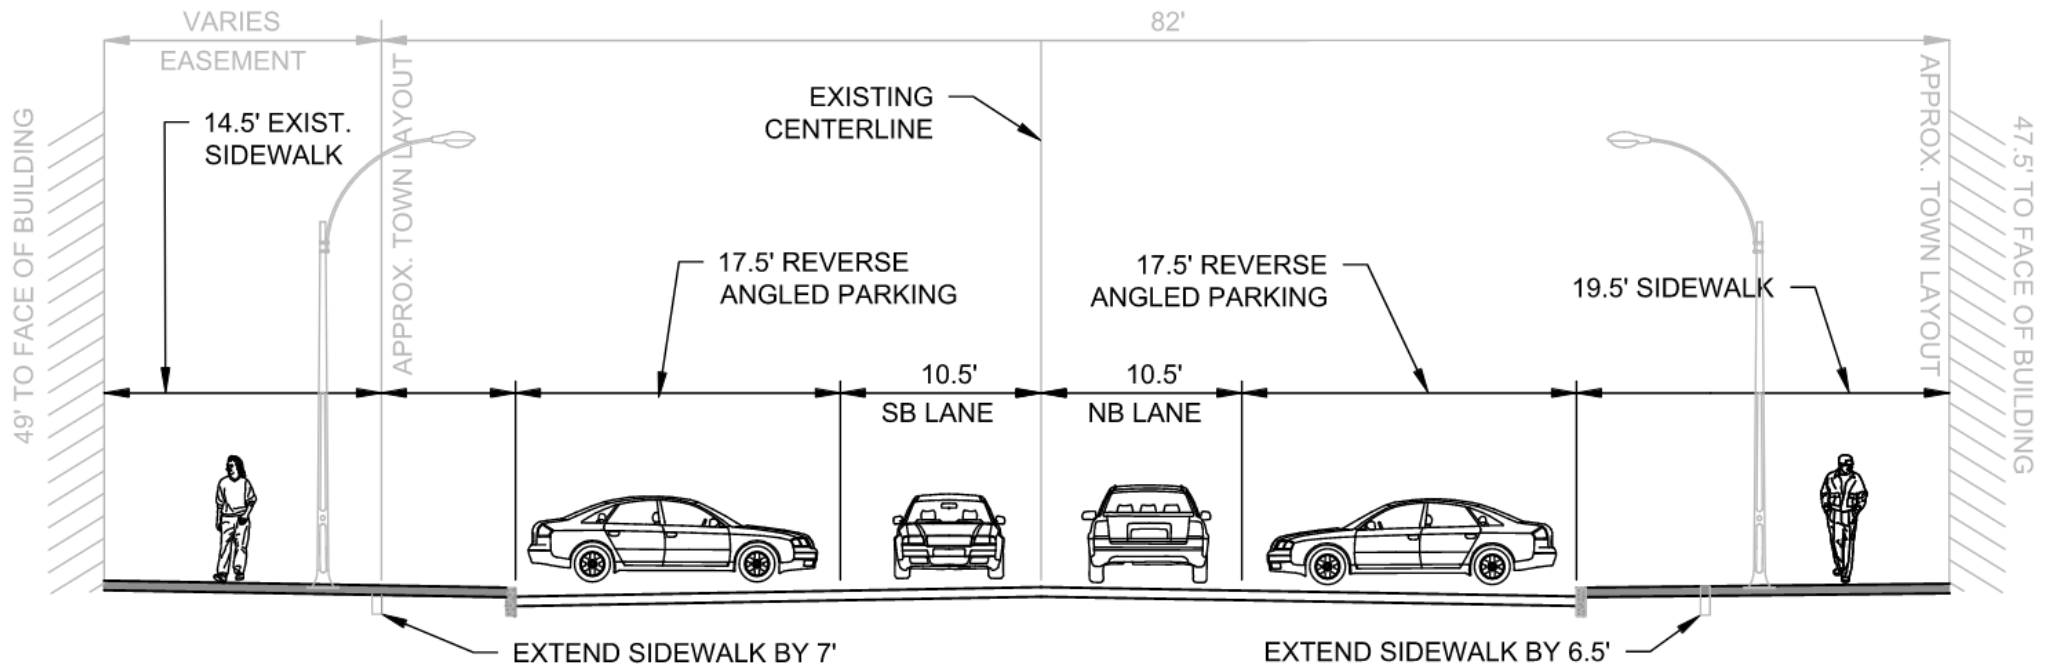 VARIES
82'
EASEMENT
APPROX. TOWN LAYOUT
APPROX. TOWN LAYOUT
EXISTING
CENTERLINE
14.5' EXIST.
SIDEWALK
49' TO FACE OF BUILDING
47.5' TO FACE OF BUILDING
17.5' REVERSE
ANGLED PARKING
17.5' REVERSE
ANGLED PARKING
19.5' SIDEWALK
10.5'
SB LANE
10.5'
NB LANE
EXTEND SIDEWALK BY 7'
EXTEND SIDEWALK BY 6.5'